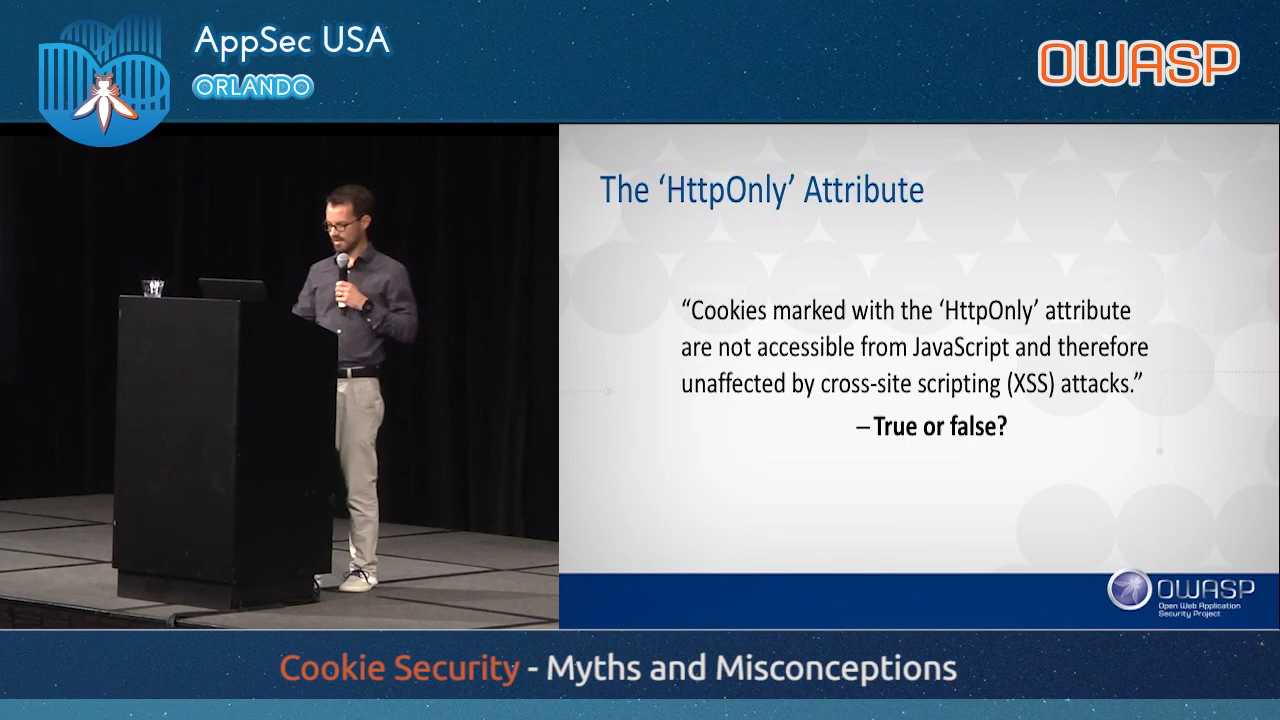 AppSec USA
ORLANDO
OWASP
The ‘HttpOnly’ Attribute
“Cookies marked with the ‘HttpOnly’ attribute
are not accessible from JavaScript and therefore
unaffected by cross-site scripting (XSS) attacks.”
– True or false?
OWASP
Open Web Application
Security Project
Cookie Security - Myths and Misconceptions